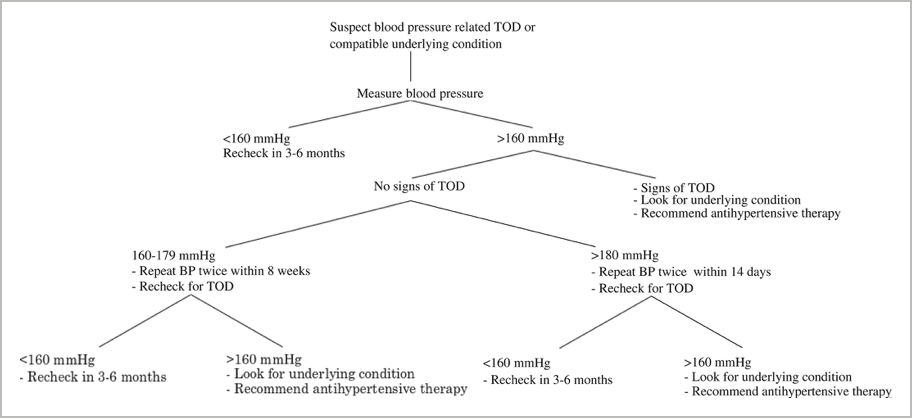 Suspect blood pressure related TOD or
compatible underlying condition
Measure blood pressure
<160 mmHg
Recheck in 3-6 months
>160 mmHg
No signs of TOD
- Signs of TOD
- Look for underlying condition
- Recommend antihypertensive therapy
160-179 mmHg
- Repeat BP twice within 8 weeks
- Recheck for TOD
>180 mmHg
- Repeat BP twice within 14 days
- Recheck for TOD
<160 mmHg
- Recheck in 3-6 months
>160 mmHg
- Look for underlying condition
- Recommend antihypertensive therapy
<160 mmHg
- Recheck in 3-6 months
>160 mmHg
- Look for underlying condition
- Recommend antihypertensive therapy